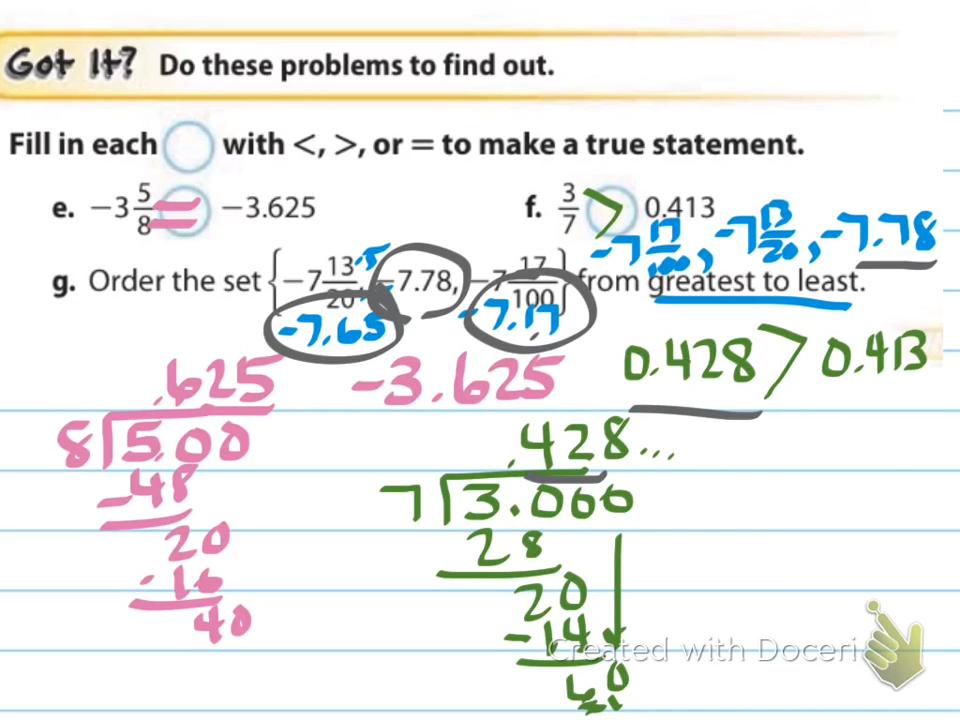 Got It? Do these problems to find out.
Fill in each ◯ with <, >, or = to make a true statement.
e. −3 5/8 = −3.625
f. 3/7 > 0.413
-7 17/100, -7 13/20, -7.78
g. Order the set {−7 13/20, −7.78, −7 17/100} from greatest to least.
·5
-7.65 -7.17
0.428 > 0.413
.625 -3.625
8 5.00 .428...
-48 7 3.000
20 28
-16 20
40 -14
60
Created with Doceri